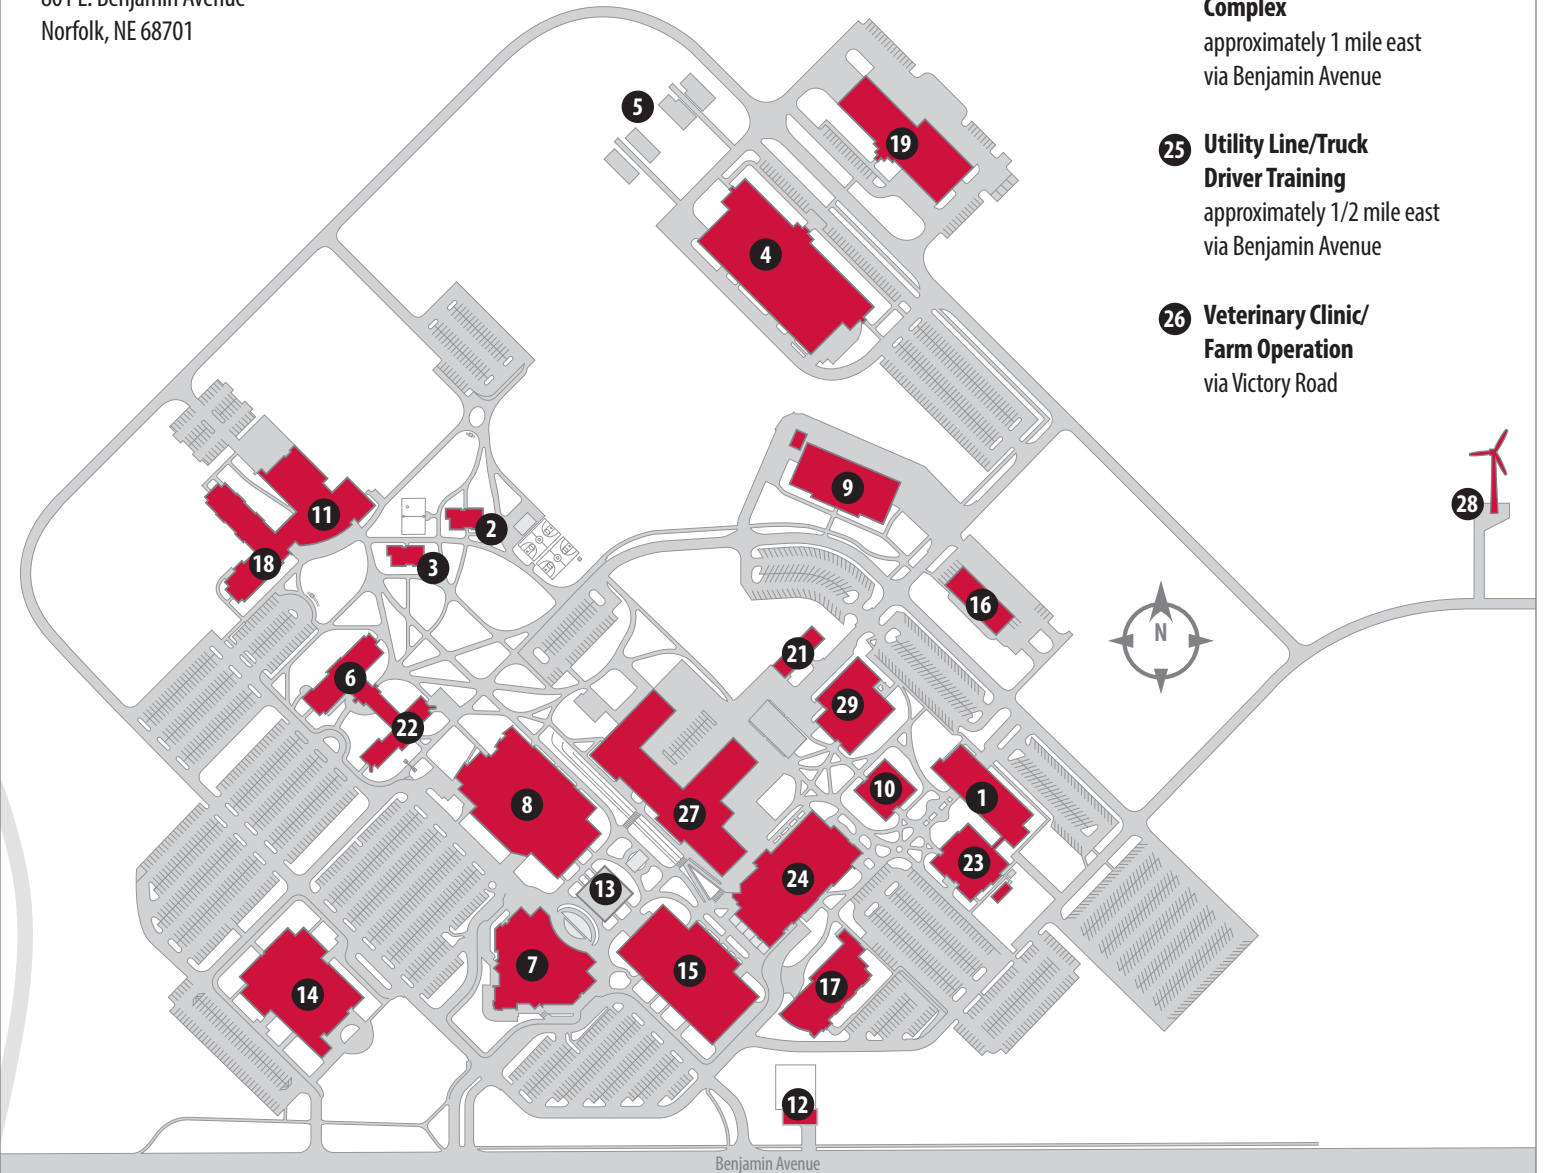 801 E. Benjamin Avenue
Norfolk, NE 68701
Complex
approximately 1 mile east
via Benjamin Avenue
25 Utility Line/Truck
Driver Training
approximately 1/2 mile east
via Benjamin Avenue
26 Veterinary Clinic/
Farm Operation
via Victory Road
5
19
4
9
28
11
2
18
3
16
N
21
6
29
22
10
1
8
27
23
24
13
7
15
17
14
12
Benjamin Avenue